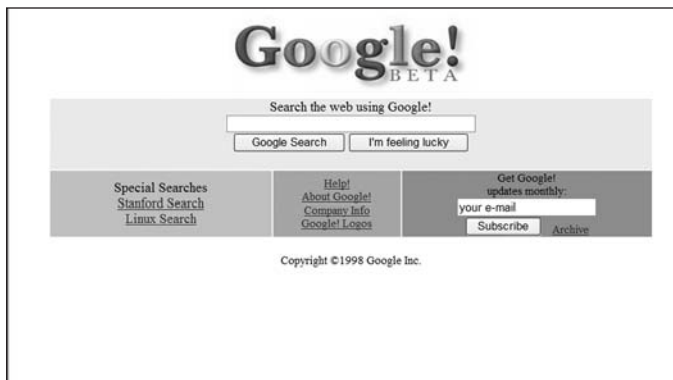 Google!
BETA
Search the web using Google!
Google Search
I'm feeling lucky
Special Searches
Stanford Search
Linux Search
Help!
About Google!
Company Info
Google! Logos
Get Google!
updates monthly:
your e-mail
Subscribe Archive
Copyright ©1998 Google Inc.